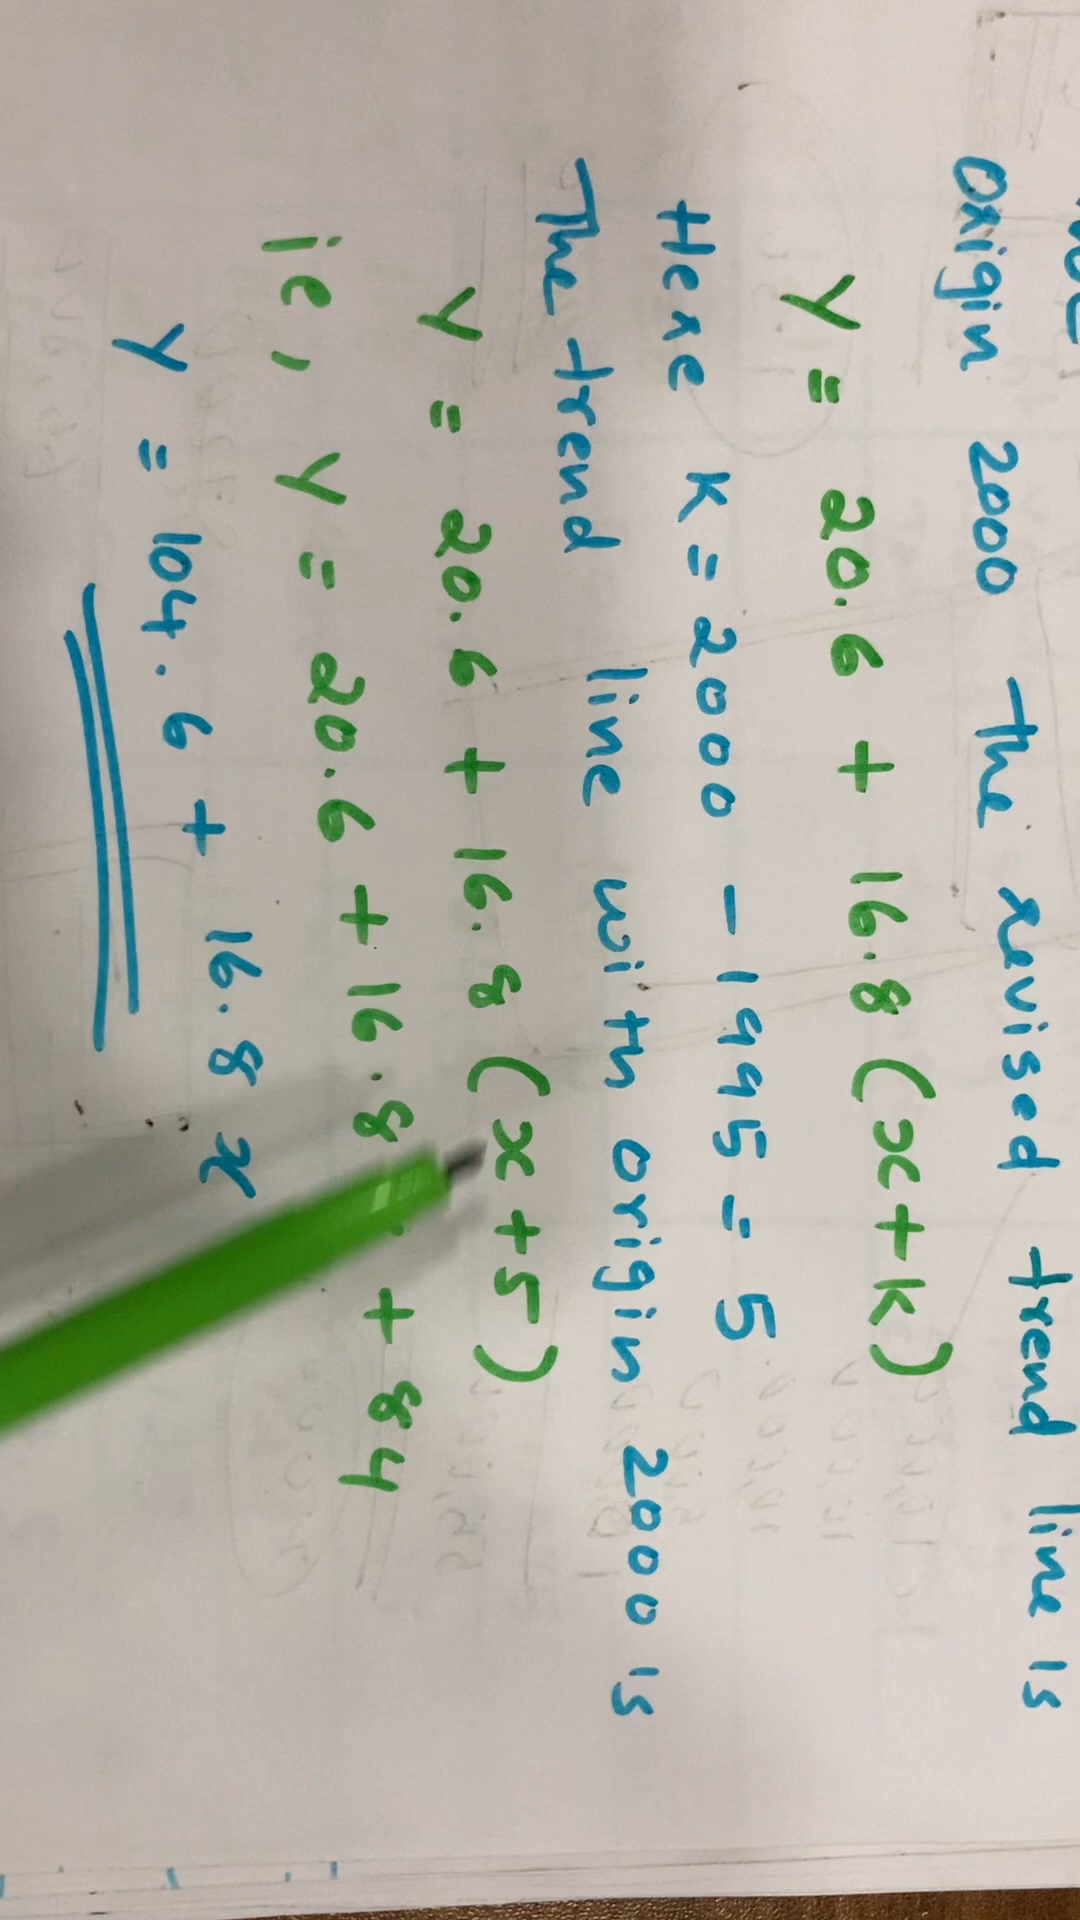 Origin 2000 the revised trend line is
Y = 20.6 + 16.8 (x+k)
Here K = 2000 - 1995 = 5
The trend line with origin 2000 is
Y = 20.6 + 16.8 (x+5)
ie, Y = 20.6 + 16.8 + 84
Y = 104.6 + 16.8 x